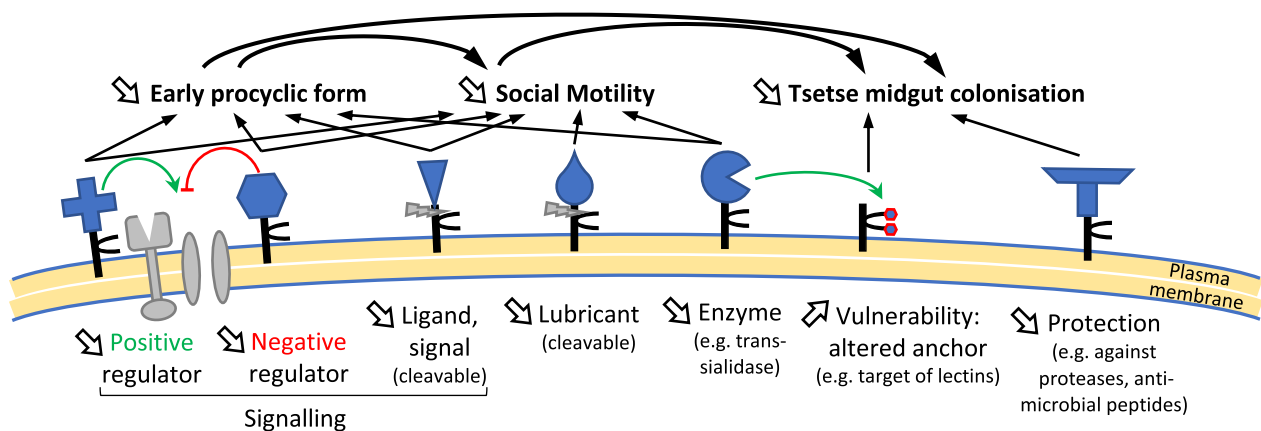 Early procyclic form
Social Motility
Tsetse midgut colonisation
Plasma
membrane
Positive
regulator
Negative
regulator
Signalling
Ligand,
signal
(cleavable)
Lubricant
(cleavable)
Enzyme
(e.g. trans-
sialidase)
Vulnerability:
altered anchor
(e.g. target of lectins)
Protection
(e.g. against
proteases, anti-
microbial peptides)